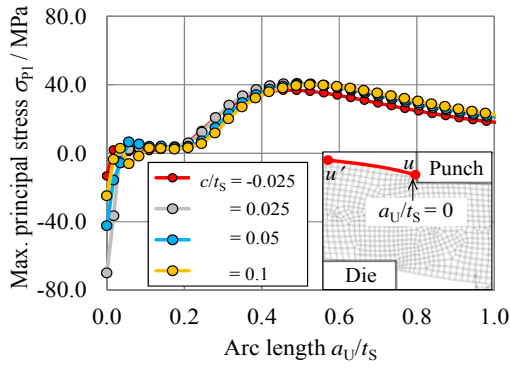 Max. principal stress σP1 / MPa
80.0
40.0
0.0
-40.0
-80.0
c/tS = -0.025
= 0.025
= 0.05
= 0.1
u′
u
Punch
aU/tS = 0
Die
0.0 0.2 0.4 0.6 0.8 1.0
Arc length aU/tS